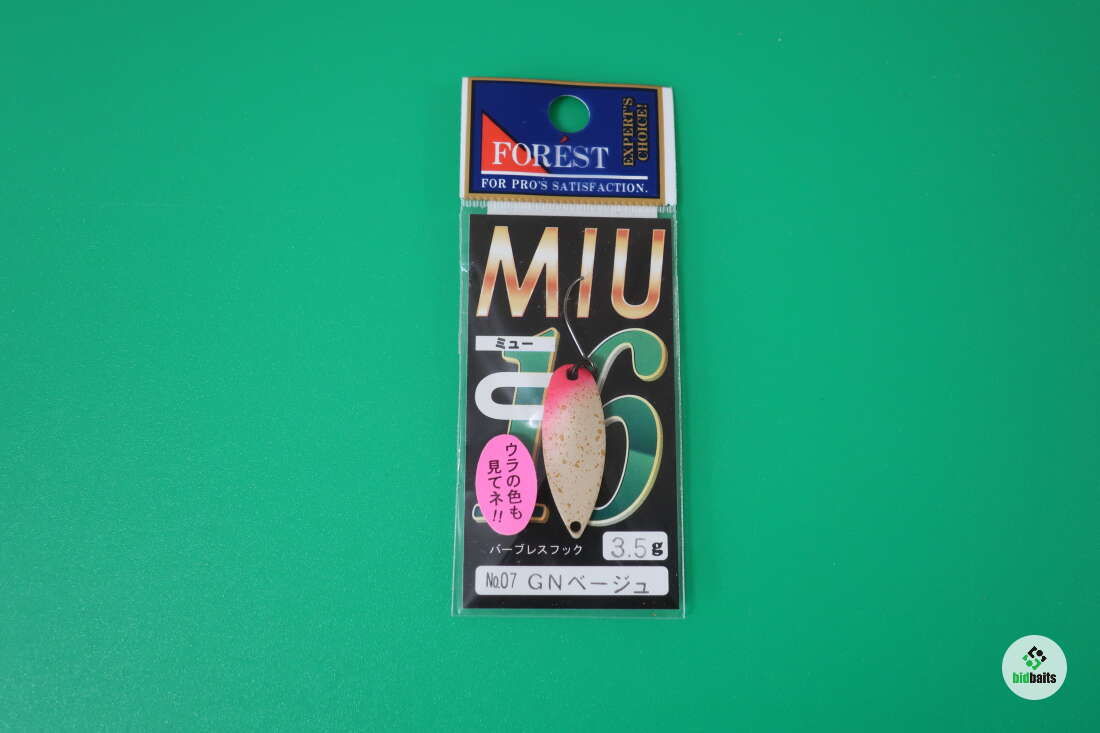 FORÉST
EXPERT'S
CHOICE!
FOR PRO'S SATISFACTION.
MIU
ミュー
16
ウラの色も
見てネ!!
バーブレスフック
3.5g
No.07 GNベージュ
bidbaits